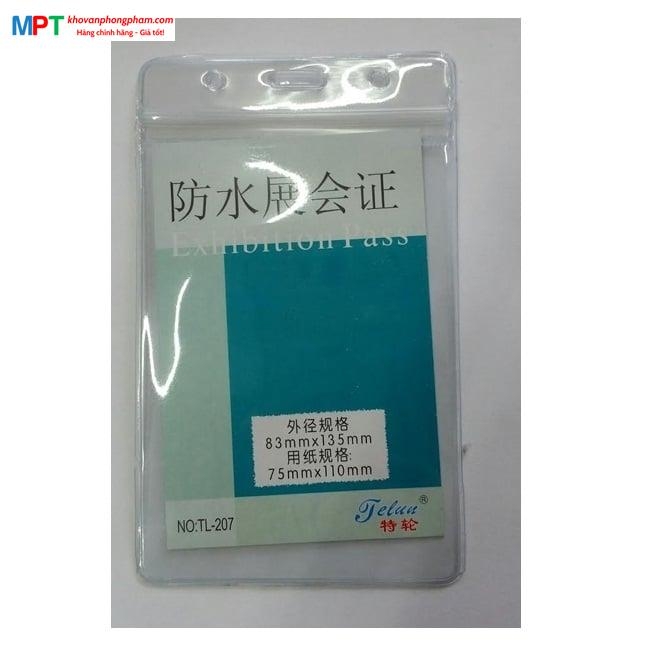 MPT
khovanphongpham.com
Hàng chính hãng - Giá tốt!
防水展会证
Exhibition Pass
外径规格
83mmx135mm
用纸规格:
75mmx110mm
NO:TL-207
Telun®
特轮